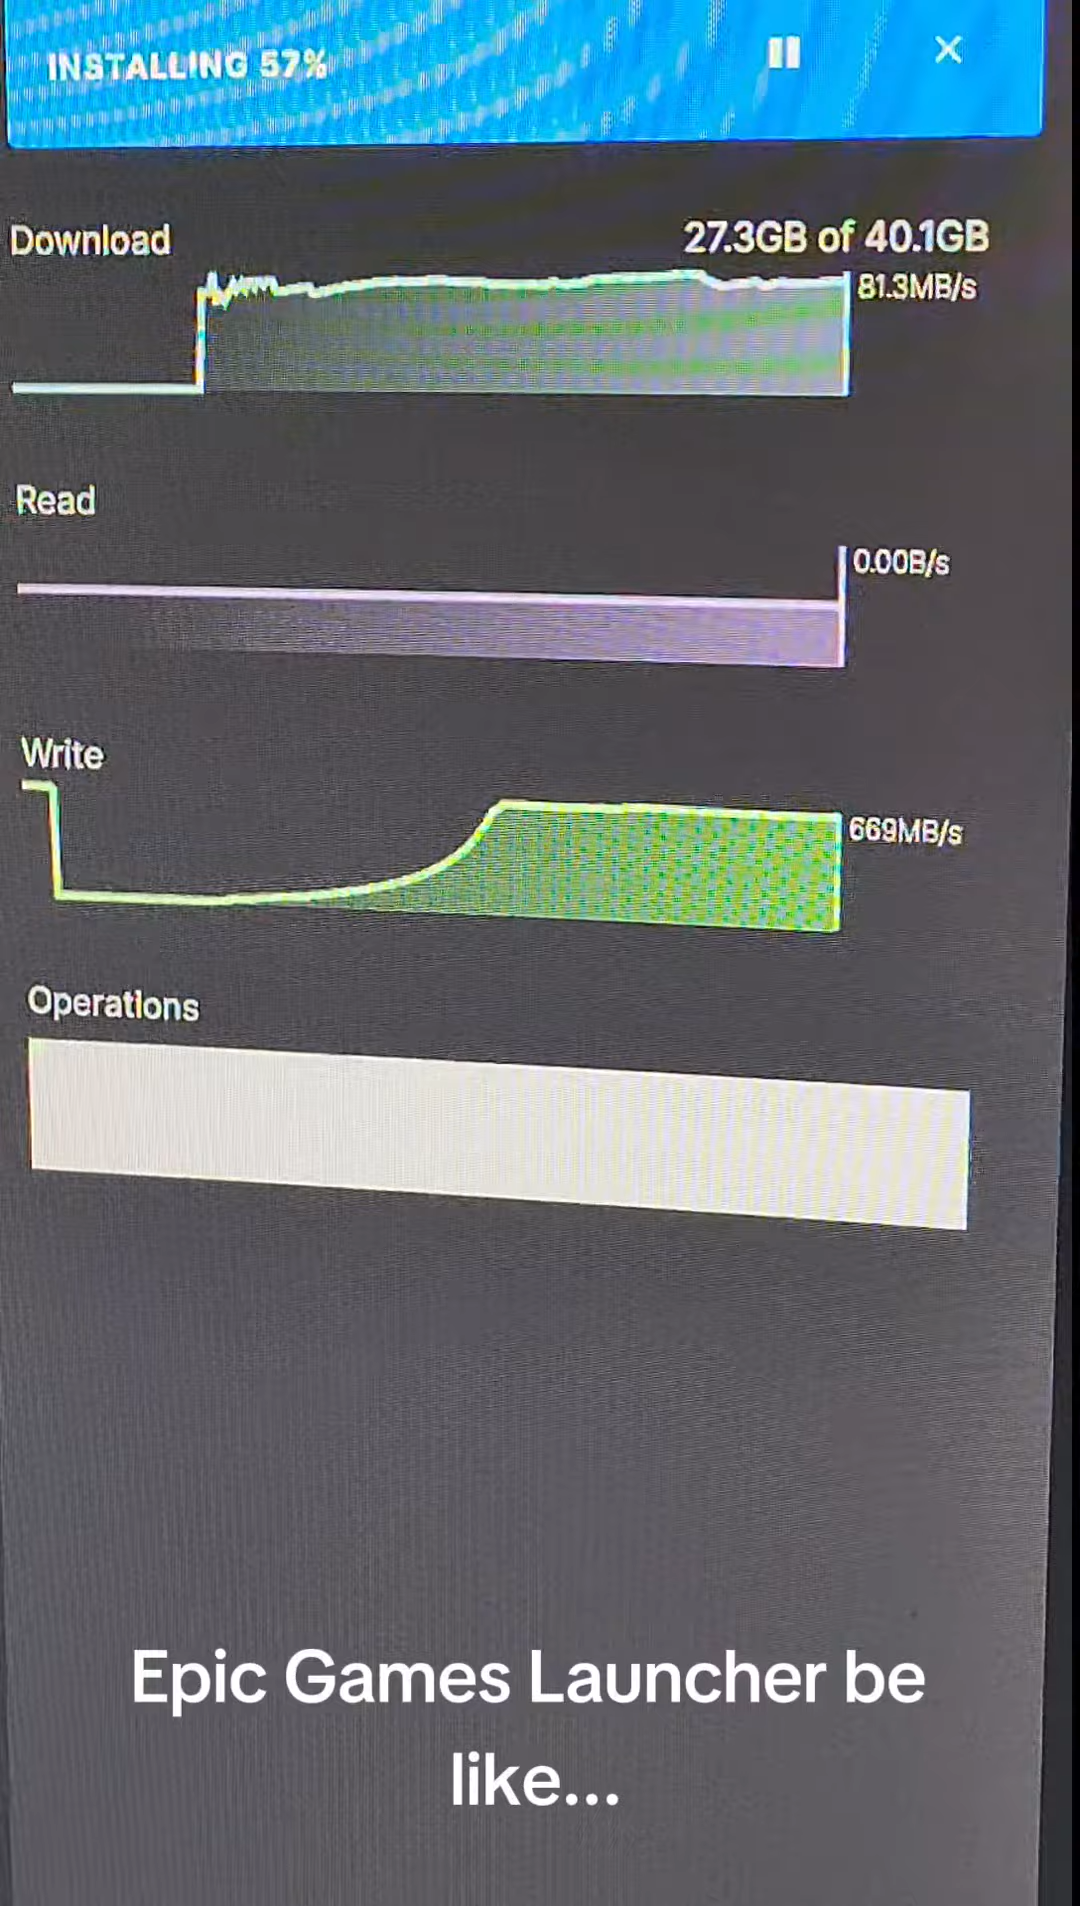 INSTALLING 57%
Download
27.3GB of 40.1GB
81.3MB/s
Read
0.00B/s
Write
669MB/s
Operations
Epic Games Launcher be
like...